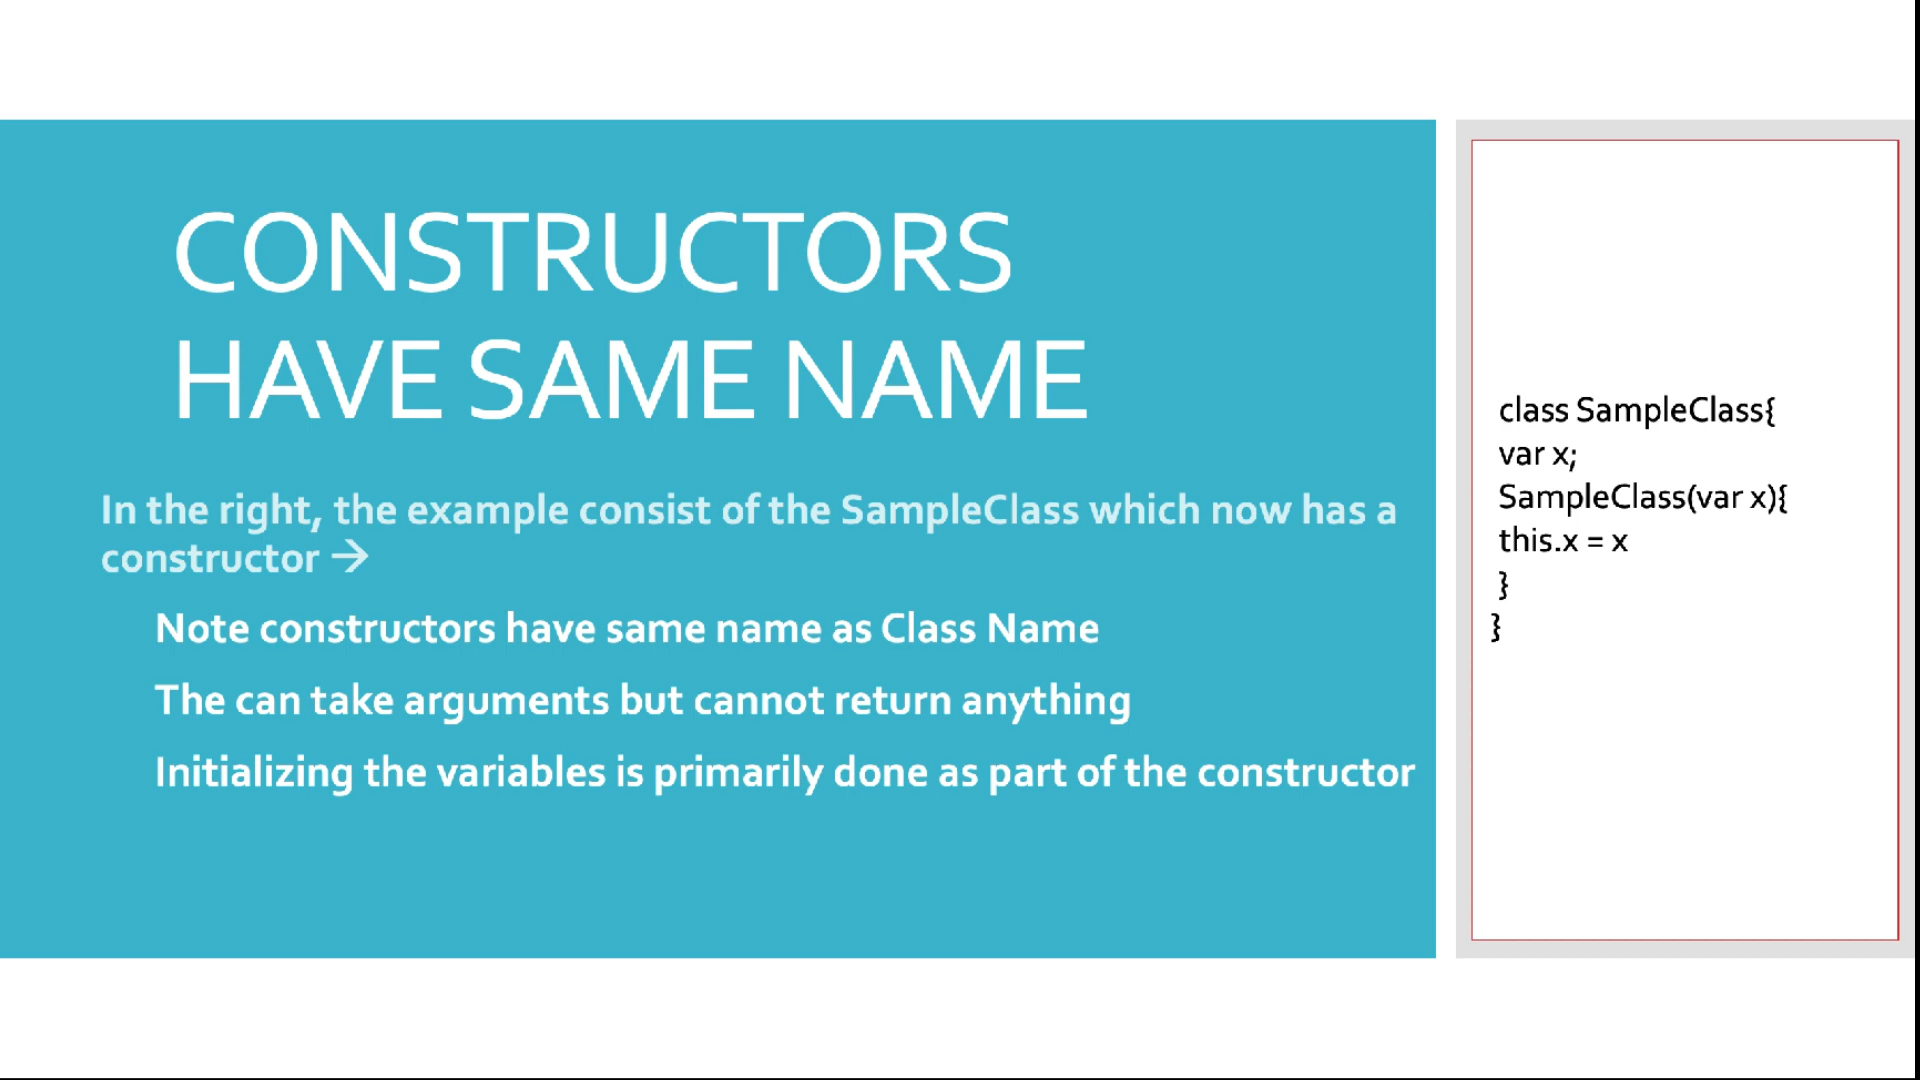 CONSTRUCTORS
HAVE SAME NAME
In the right, the example consist of the SampleClass which now has a
constructor →
Note constructors have same name as Class Name
The can take arguments but cannot return anything
Initializing the variables is primarily done as part of the constructor
class SampleClass{
var x;
SampleClass(var x){
this.x = x
}
}